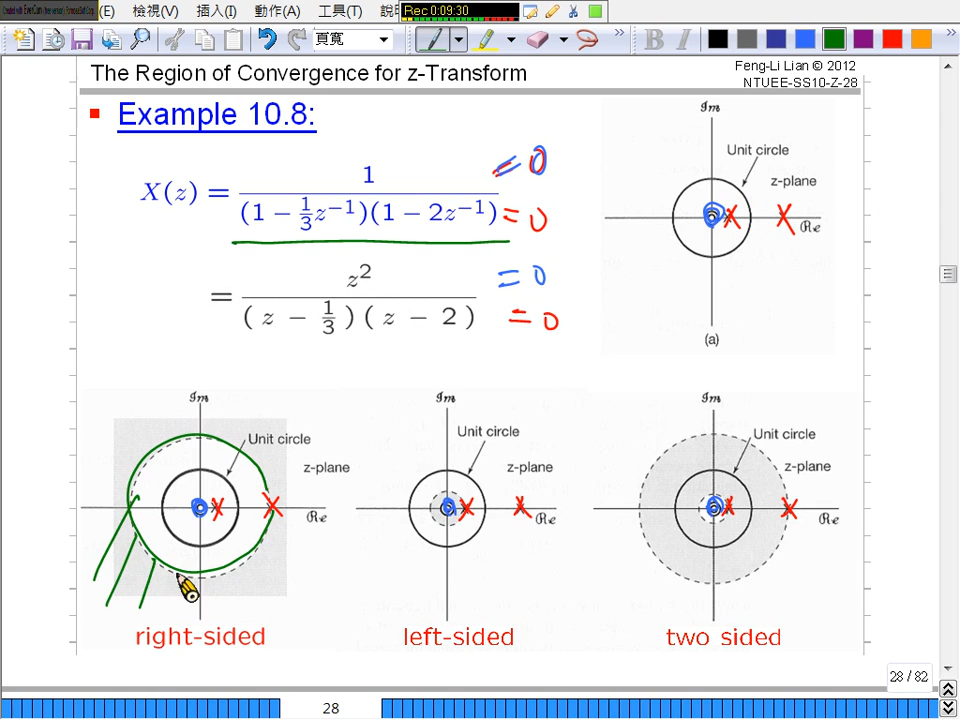 (E) 檢視(V) 插入(I) 動作(A) 工具(T) 說明
Rec 0:09:30
頁寬
B I
The Region of Convergence for z-Transform
Feng-Li Lian © 2012
NTUEE-SS10-Z-28
Example 10.8:
X(z) = 1 / (1 − 1/3 z⁻¹)(1 − 2z⁻¹)
= 0
= 0
= z² / ( z − 1/3 ) ( z − 2 )
= 0
= 0
Im
Unit circle
z-plane
Re
(a)
Im
Unit circle
z-plane
Re
right-sided
Im
Unit circle
z-plane
Re
left-sided
Im
Unit circle
z-plane
Re
two sided
28 / 82
28